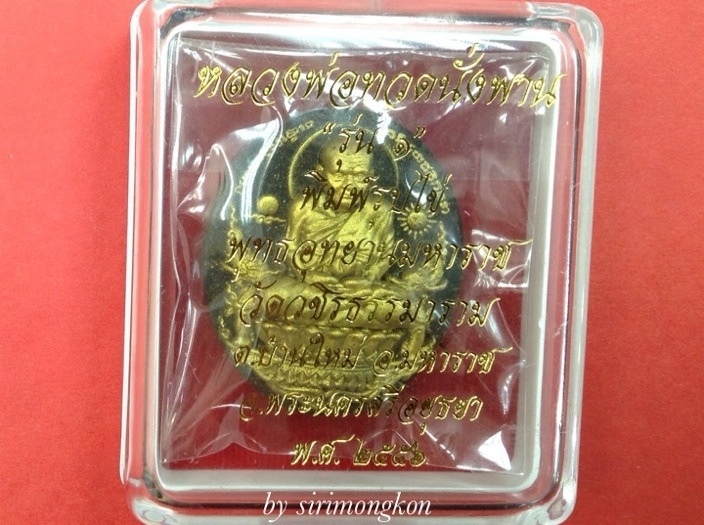 หลวงพ่อทวดนั่งพาน
"รุ่น ๑"
พิมพ์รูปไข่
พุทธอุทยานมหาราช
วัดวชิรธรรมาราม
ต.บ้านใหม่ อ.มหาราช
จ.พระนครศรีอยุธยา
พ.ศ. ๒๕๕๖
by sirimongkon